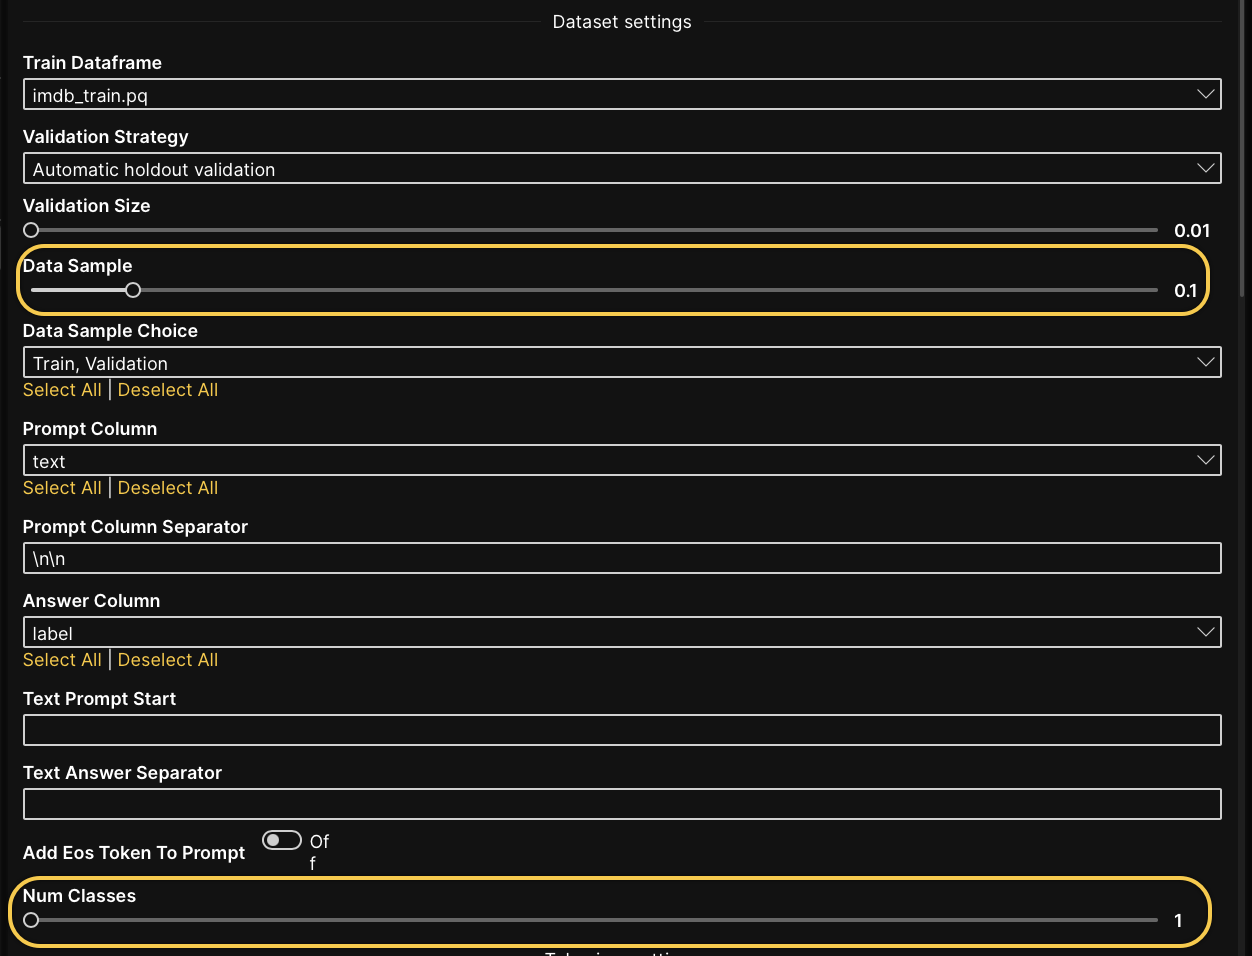 Dataset settings
Train Dataframe
imdb_train.pq
Validation Strategy
Automatic holdout validation
Validation Size
0.01
Data Sample
0.1
Data Sample Choice
Train, Validation
Select All | Deselect All
Prompt Column
text
Select All | Deselect All
Prompt Column Separator
\n\n
Answer Column
label
Select All | Deselect All
Text Prompt Start
Text Answer Separator
Add Eos Token To Prompt
Of
f
Num Classes
1